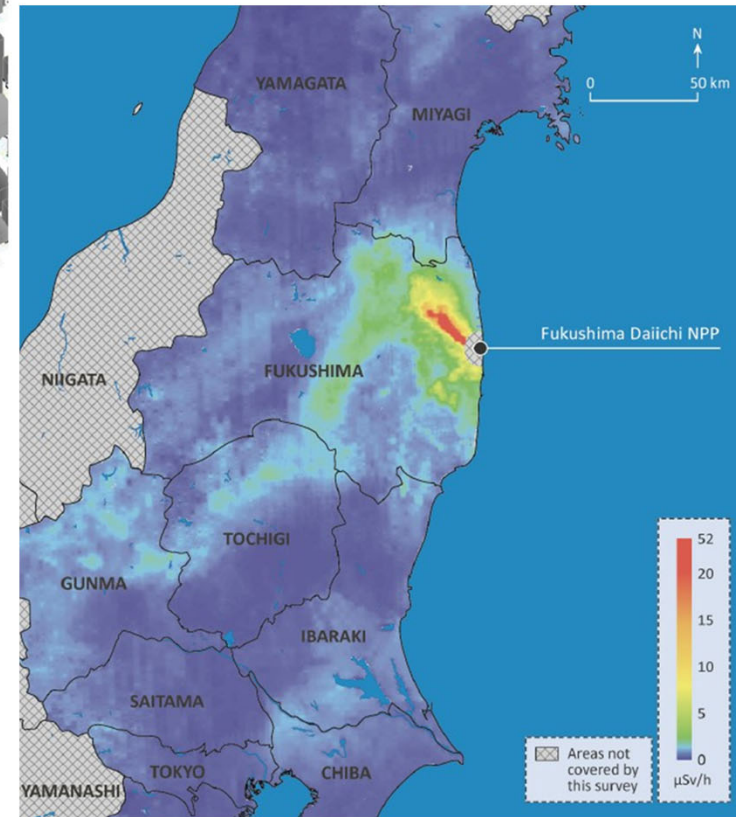 YAMAGATA
MIYAGI
N
0 50 km
Fukushima Daiichi NPP
NIIGATA
FUKUSHIMA
TOCHIGI
GUNMA
IBARAKI
SAITAMA
TOKYO
CHIBA
YAMANASHI
52
20
15
10
5
0
µSv/h
Areas not
covered by
this survey